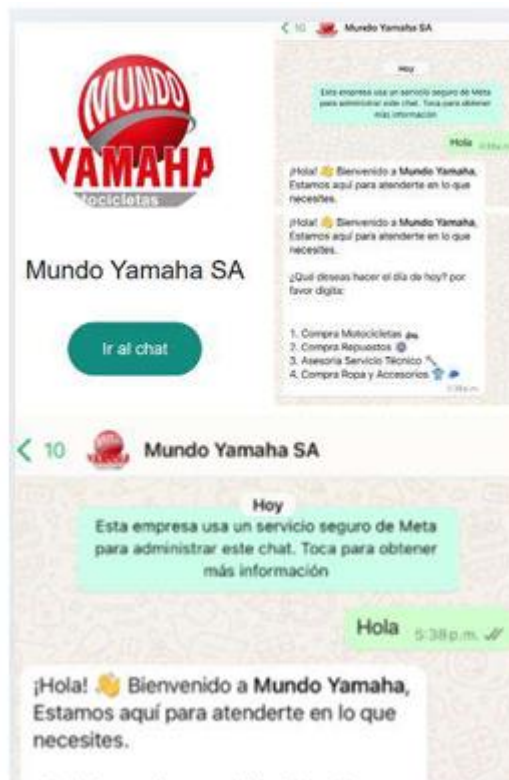 MUNDO
YAMAHA
Motocicletas
Mundo Yamaha SA
Ir al chat
10
Mundo Yamaha SA
Hoy
Esta empresa usa un servicio seguro de Meta
para administrar este chat. Toca para obtener
más información
Hola
¡Hola! 👋 Bienvenido a Mundo Yamaha,
Estamos aquí para atenderte en lo que
necesites.
¡Hola! 👋 Bienvenido a Mundo Yamaha,
Estamos aquí para atenderte en lo que
necesites.
¿Qué deseas hacer el día de hoy? por
favor digita:
1. Compra Motocicletas 🏍
2. Compra Repuestos ⚙
3. Asesoría Servicio Técnico 🔧
4. Compra Ropa y Accesorios 👕 🧢
5:38 p.m.
10
Mundo Yamaha SA
Hoy
Esta empresa usa un servicio seguro de Meta
para administrar este chat. Toca para obtener
más información
Hola 5:38 p.m.
¡Hola! 👋 Bienvenido a Mundo Yamaha,
Estamos aquí para atenderte en lo que
necesites.